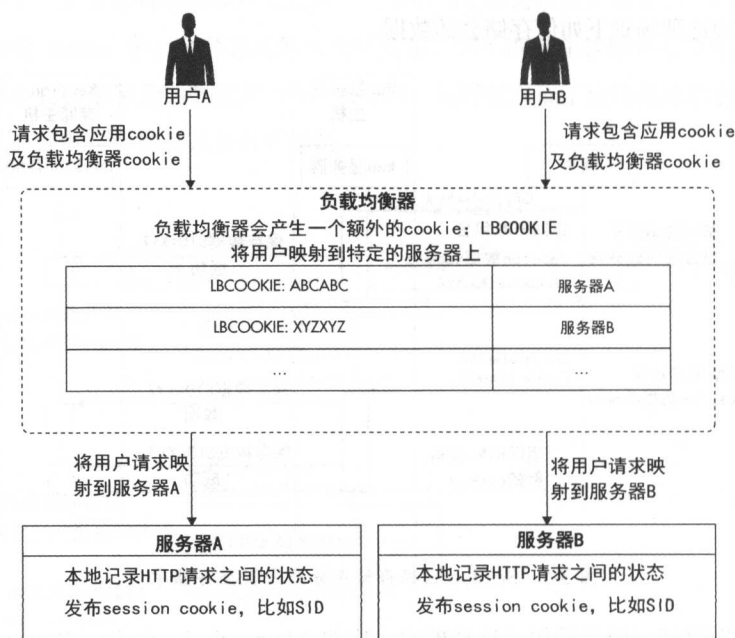 用户A
用户B
请求包含应用cookie
及负载均衡器cookie
请求包含应用cookie
及负载均衡器cookie
负载均衡器
负载均衡器会产生一个额外的cookie: LBCOOKIE
将用户映射到特定的服务器上
LBCOOKIE: ABCABC
服务器A
LBCOOKIE: XYZXYZ
服务器B
...
...
将用户请求映
射到服务器A
将用户请求映
射到服务器B
服务器A
本地记录HTTP请求之间的状态
发布session cookie, 比如SID
服务器B
本地记录HTTP请求之间的状态
发布session cookie, 比如SID